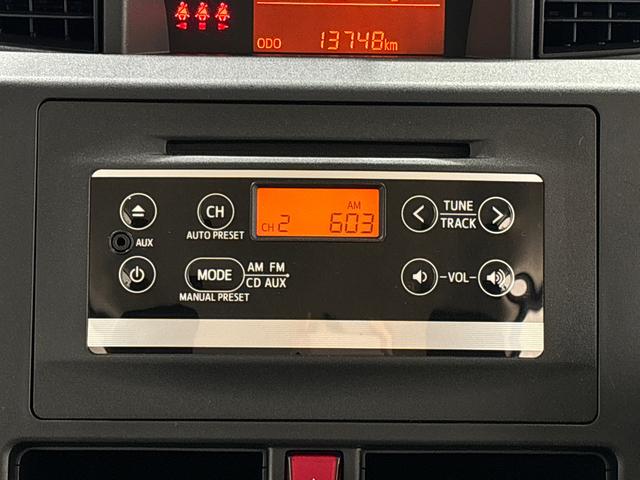 ODO 13748km
CH AUTO PRESET
AM
CH 2 603
TUNE
TRACK
AUX
MODE
MANUAL PRESET
AM FM
CD AUX
-VOL-